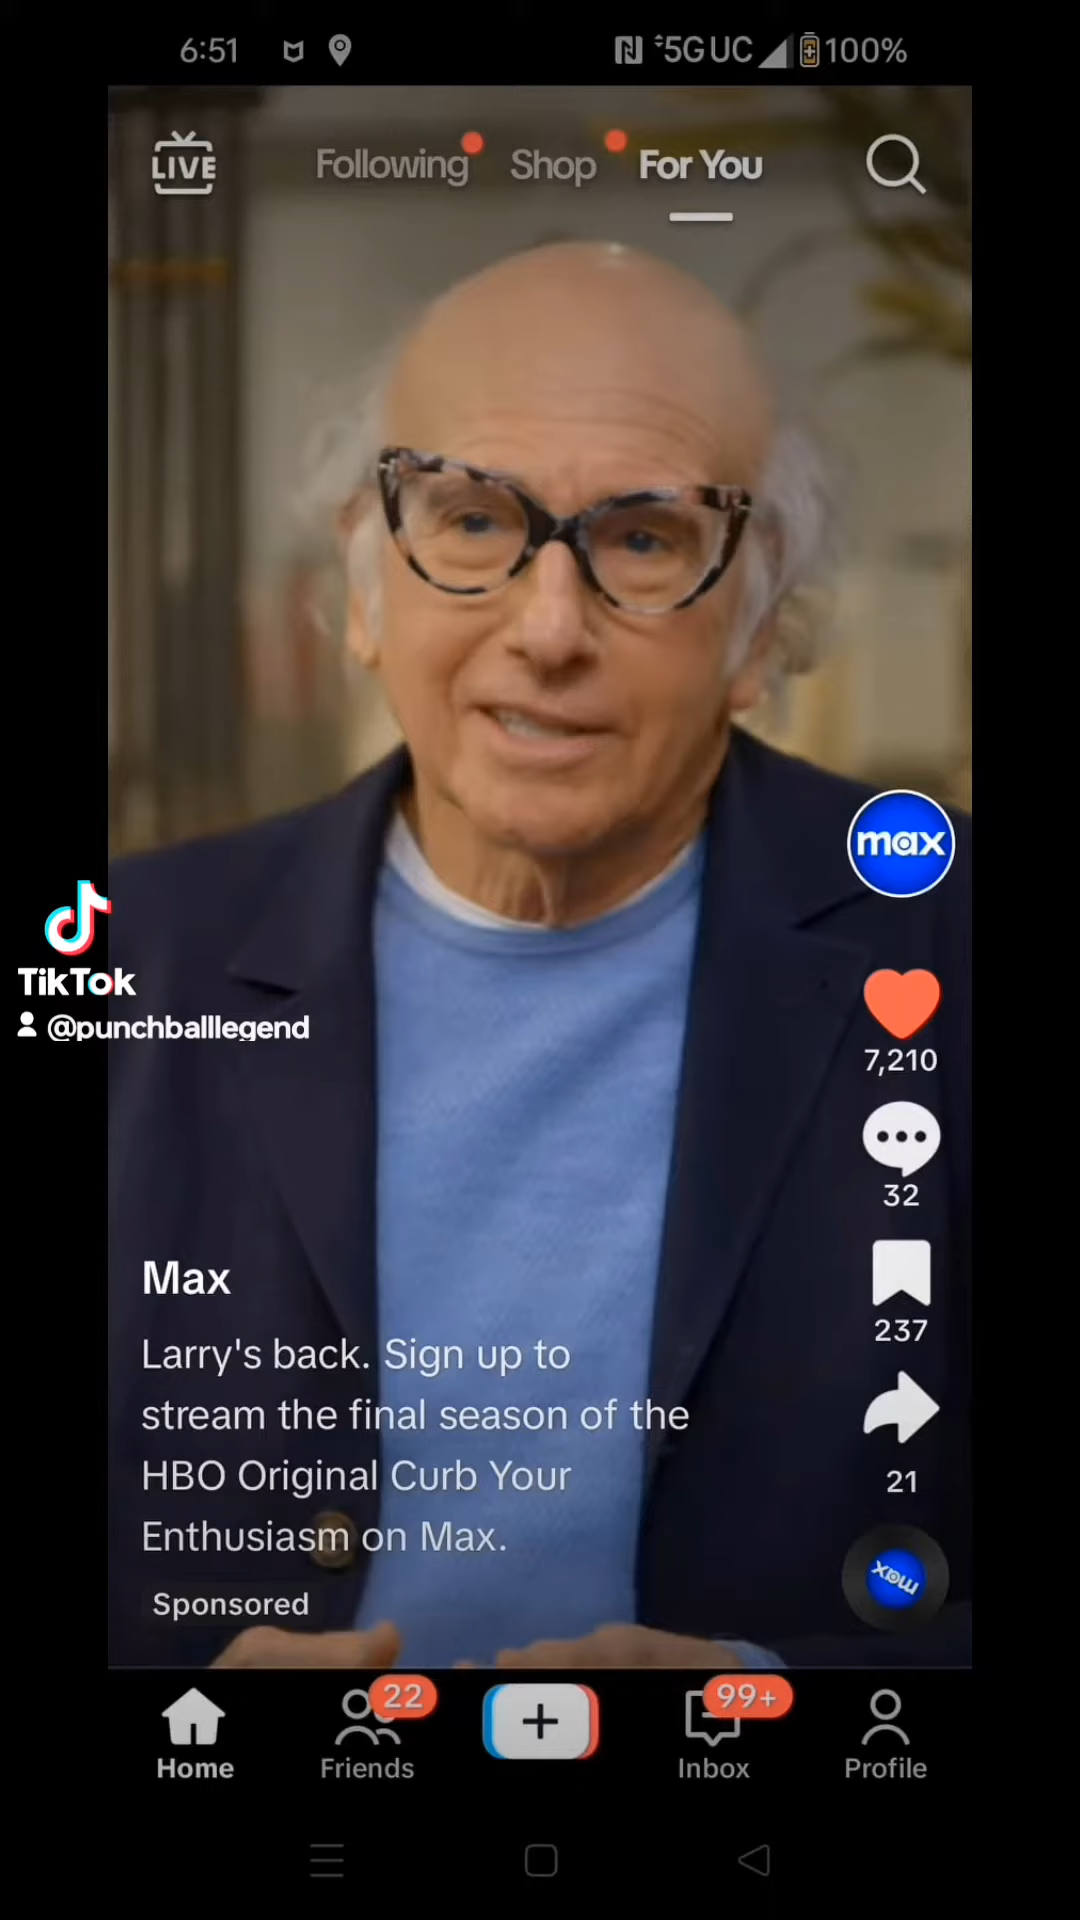 6:51
5G UC
100%
LIVE
Following
Shop
For You
max
TikTok
@punchballlegend
7,210
32
237
21
Max
Larry's back. Sign up to
stream the final season of the
HBO Original Curb Your
Enthusiasm on Max.
Sponsored
max
22
99+
Home
Friends
Inbox
Profile